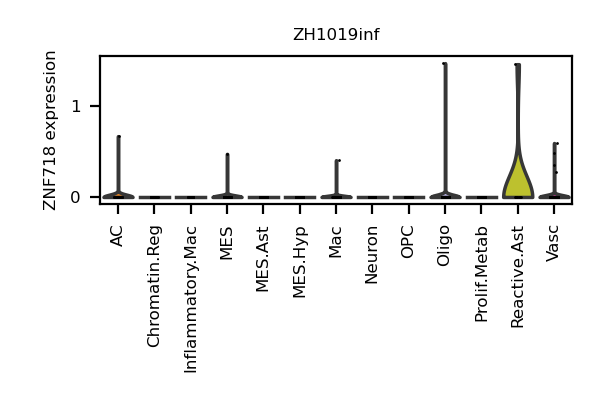 ZH1019inf
ZNF718 expression
1
0
AC
Chromatin.Reg
Inflammatory.Mac
MES
MES.Ast
MES.Hyp
Mac
Neuron
OPC
Oligo
Prolif.Metab
Reactive.Ast
Vasc